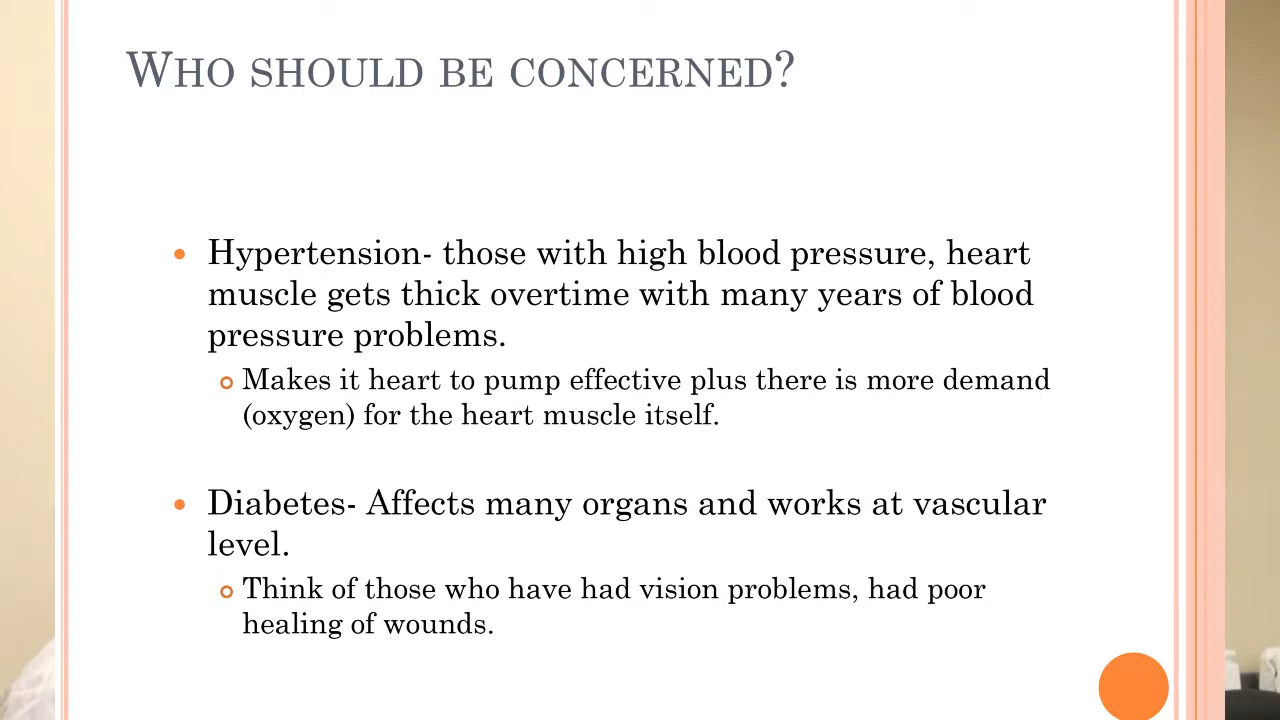 Who should be concerned?
Hypertension- those with high blood pressure, heart
muscle gets thick overtime with many years of blood
pressure problems.
Makes it heart to pump effective plus there is more demand
(oxygen) for the heart muscle itself.
Diabetes- Affects many organs and works at vascular
level.
Think of those who have had vision problems, had poor
healing of wounds.